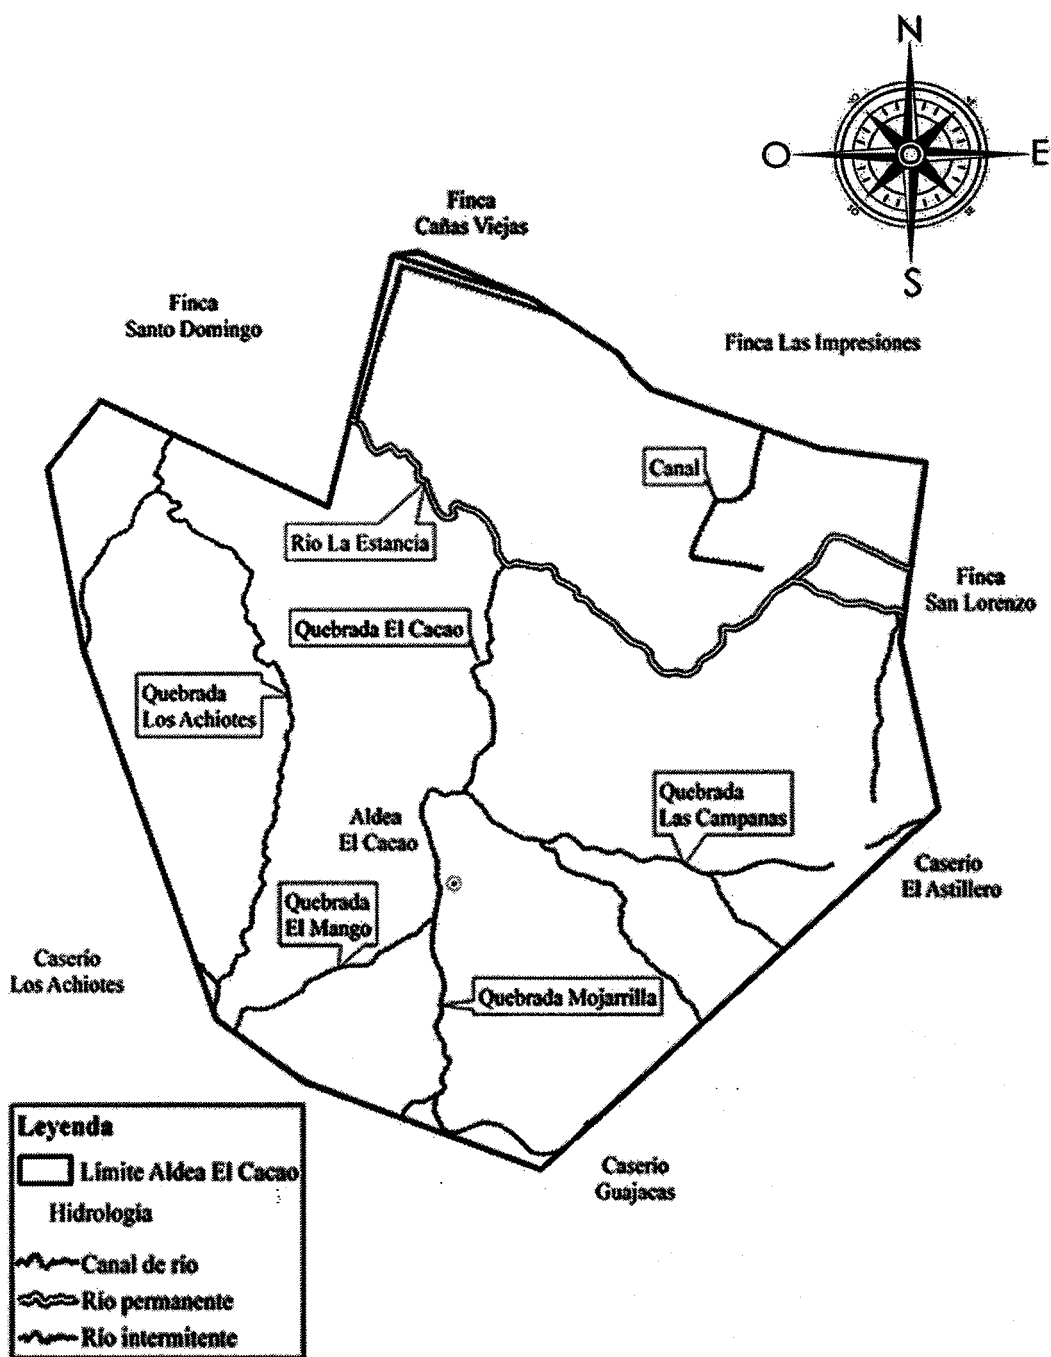 N
O
E
S
Finca
Cañas Viejas
Finca
Santo Domingo
Finca Las Impresiones
Canal
Río La Estancia
Finca
San Lorenzo
Quebrada El Cacao
Quebrada
Los Achiotes
Quebrada
Las Campanas
Aldea
El Cacao
Caserío
El Astillero
Quebrada
El Mango
Caserío
Los Achiotes
Quebrada Mojarrilla
Caserio
Guajacas
Leyenda
Límite Aldea El Cacao
Hidrología
Canal de río
Río permanente
Río intermitente